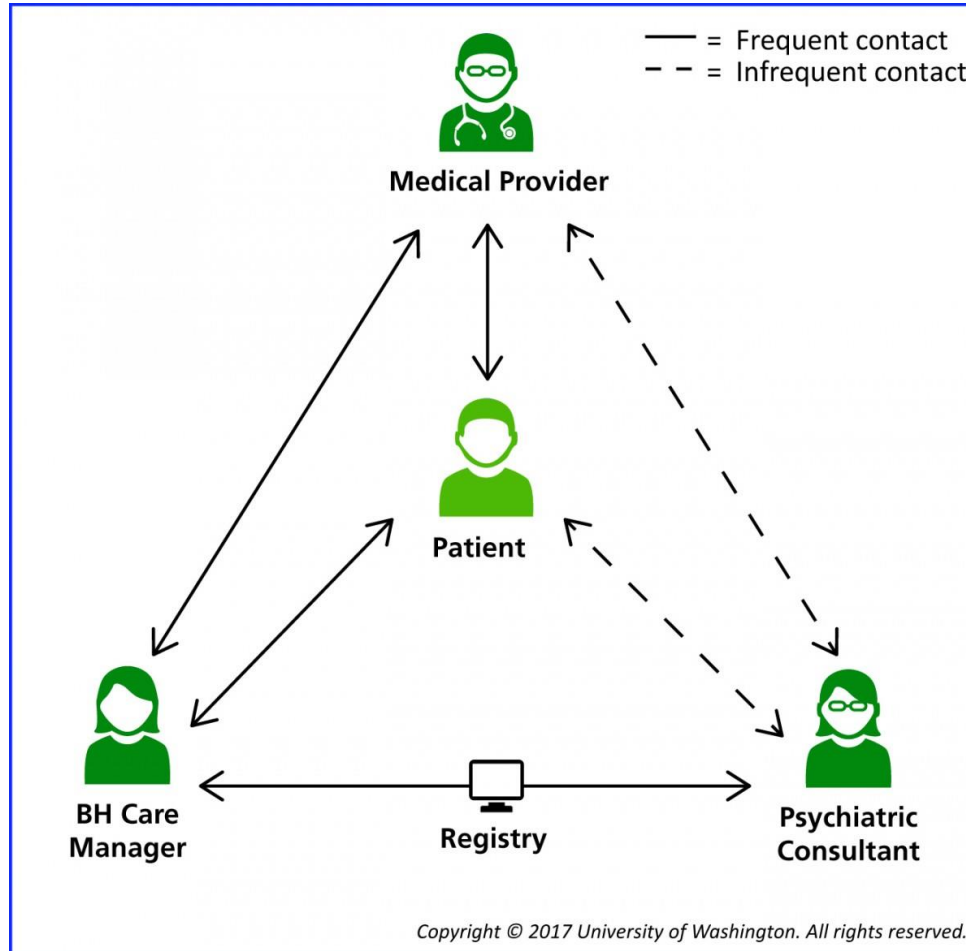 = Frequent contact
= Infrequent contact
Medical Provider
Patient
BH Care
Manager
Registry
Psychiatric
Consultant
Copyright © 2017 University of Washington. All rights reserved.